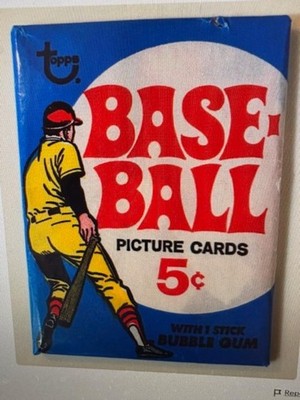 Topps
BASE-
BALL
PICTURE CARDS
5¢
WITH 1 STICK
BUBBLE GUM